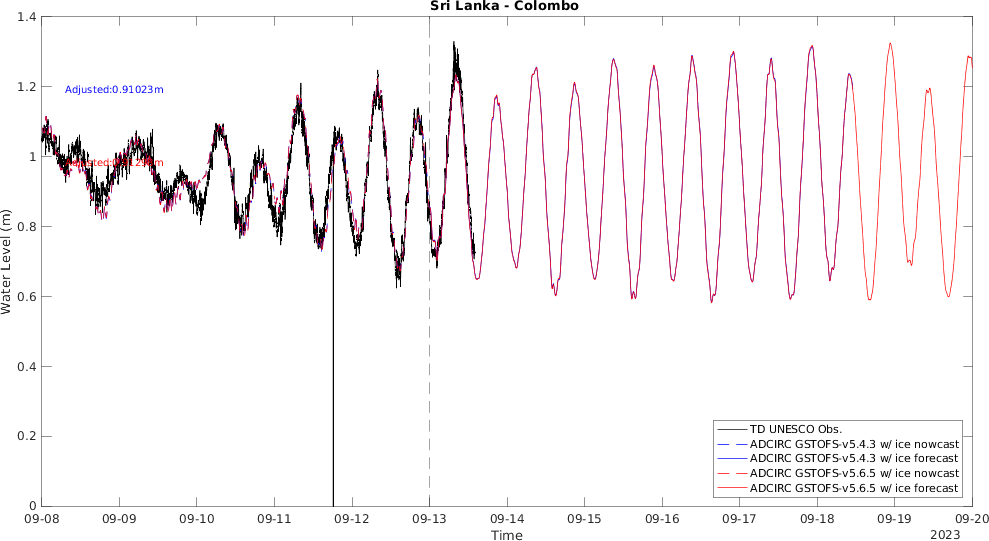 Sri Lanka - Colombo
1.4
1.2
1
0.8
0.6
0.4
0.2
0
Water Level (m)
Adjusted:0.91023m
09-08 09-09 09-10 09-11 09-12 09-13 09-14 09-15 09-16 09-17 09-18 09-19 09-20
Time
2023
TD UNESCO Obs.
ADCIRC GSTOFS-v5.4.3 w/ ice nowcast
ADCIRC GSTOFS-v5.4.3 w/ ice forecast
ADCIRC GSTOFS-v5.6.5 w/ ice nowcast
ADCIRC GSTOFS-v5.6.5 w/ ice forecast